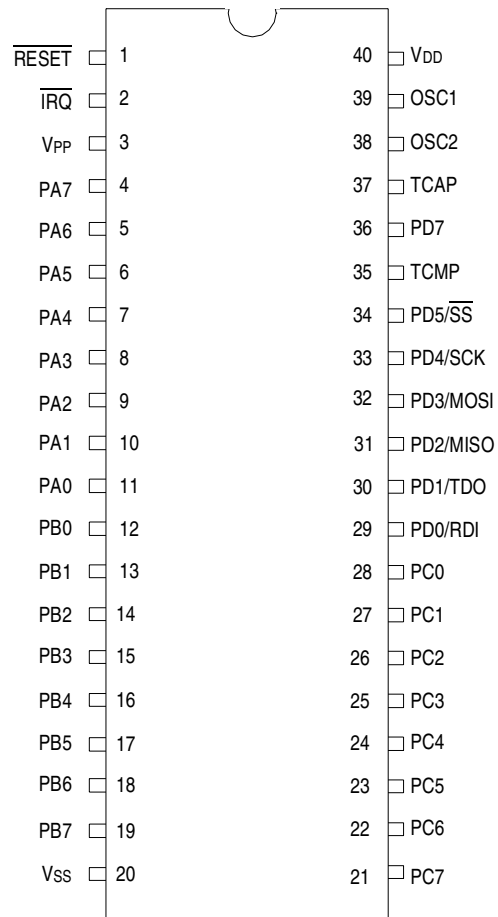 R̅E̅S̅E̅T̅ 1 40 VDD
I̅R̅Q̅ 2 39 OSC1
VPP 3 38 OSC2
PA7 4 37 TCAP
PA6 5 36 PD7
PA5 6 35 TCMP
PA4 7 34 PD5/S̅S̅
PA3 8 33 PD4/SCK
PA2 9 32 PD3/MOSI
PA1 10 31 PD2/MISO
PA0 11 30 PD1/TDO
PB0 12 29 PD0/RDI
PB1 13 28 PC0
PB2 14 27 PC1
PB3 15 26 PC2
PB4 16 25 PC3
PB5 17 24 PC4
PB6 18 23 PC5
PB7 19 22 PC6
VSS 20 21 PC7